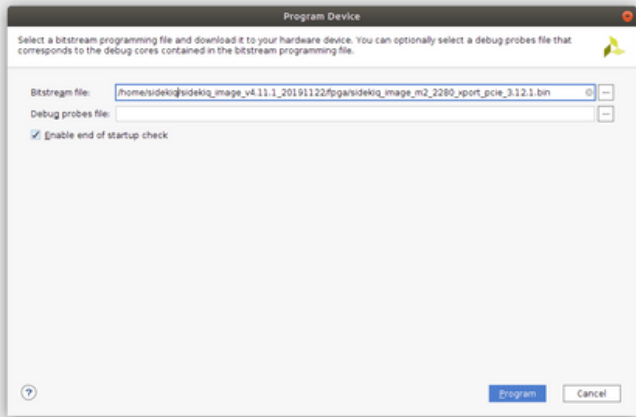 Program Device
Select a bitstream programming file and download it to your hardware device. You can optionally select a debug probes file that
corresponds to the debug cores contained in the bitstream programming file.
Bitstream file: /home/sidekiq/sidekiq_image_v4.11.1_20191122/fpga/sidekiq_image_m2_2280_xport_pcie_3.12.1.bin ...
Debug probes file: ...
Enable end of startup check
? Program Cancel